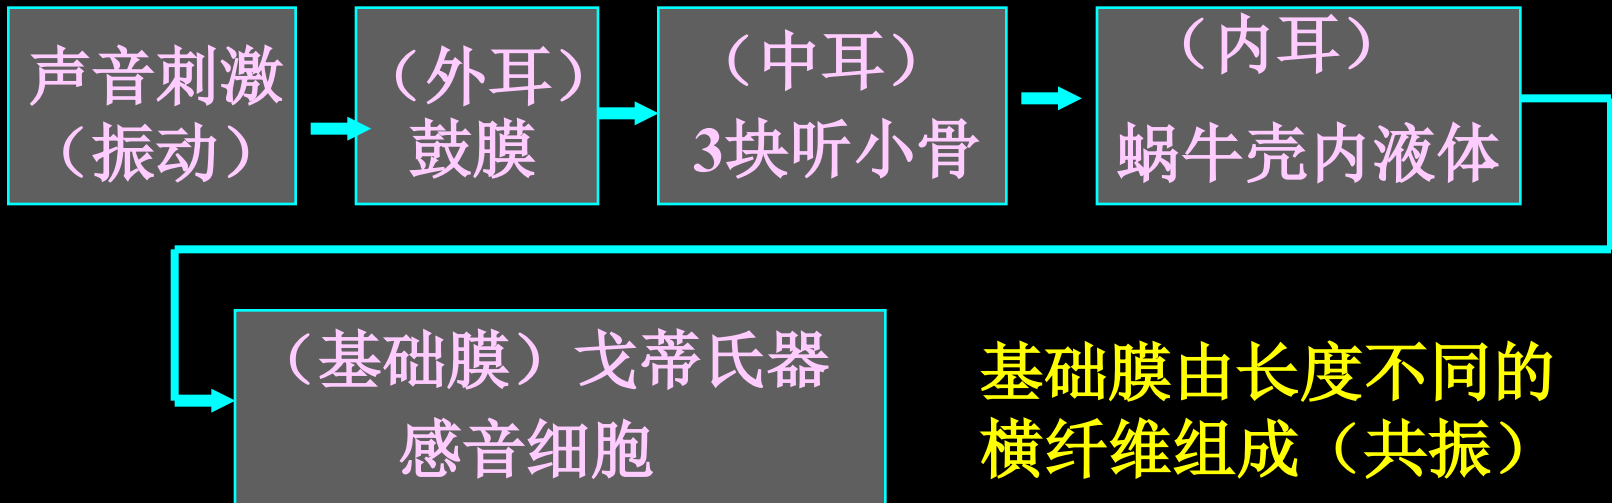 声音刺激
（振动）
（外耳）
鼓膜
（中耳）
3块听小骨
（内耳）
蜗牛壳内液体
（基础膜）戈蒂氏器
感音细胞
基础膜由长度不同的
横纤维组成（共振）